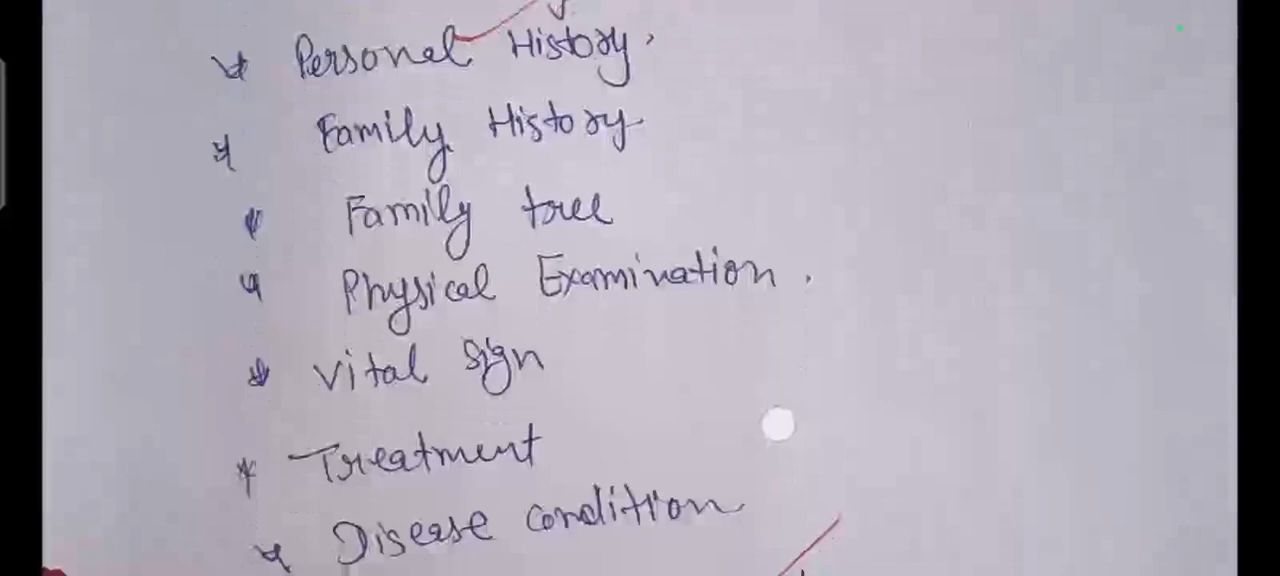 * Personal History.
* Family History.
* Family tree
* Physical Examination.
* Vital Sign
* Treatment
* Disease condition